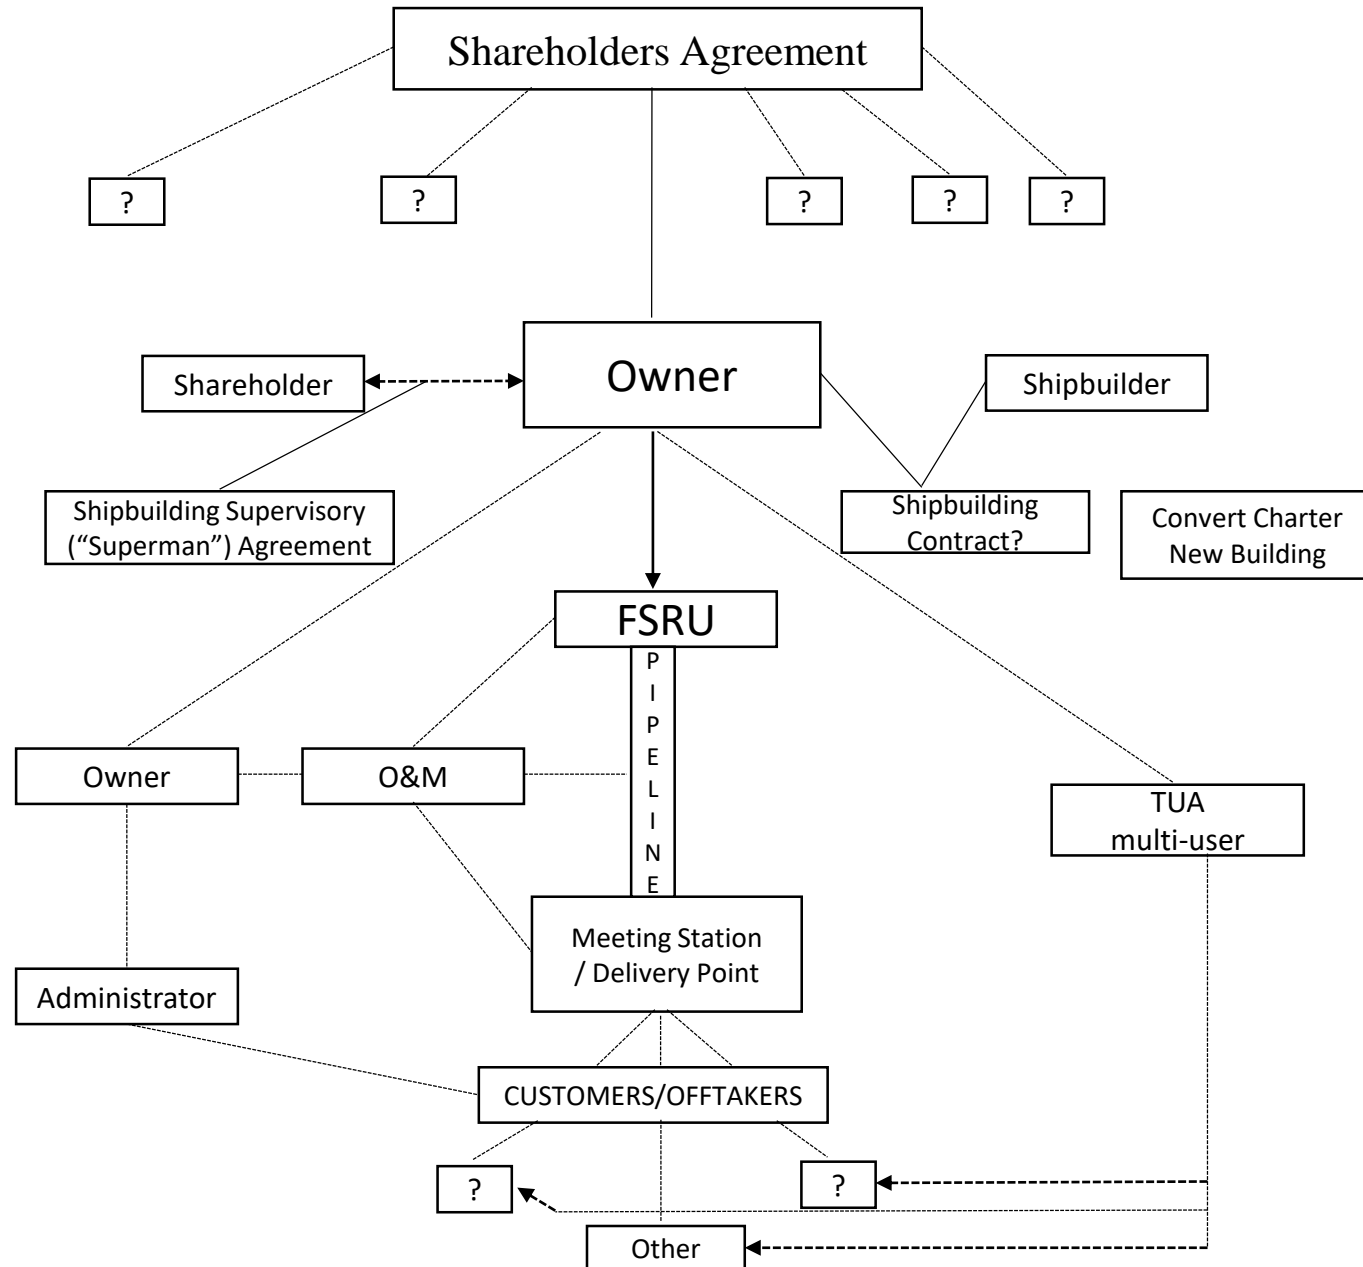 Shareholders Agreement
?
?
?
?
?
Owner
Shareholder
Shipbuilder
Shipbuilding Supervisory
(“Superman”) Agreement
Shipbuilding
Contract?
Convert Charter
New Building
FSRU
P
I
P
E
L
I
N
E
Owner
O&M
TUA
multi-user
Meeting Station
/ Delivery Point
Administrator
CUSTOMERS/OFFTAKERS
?
?
Other